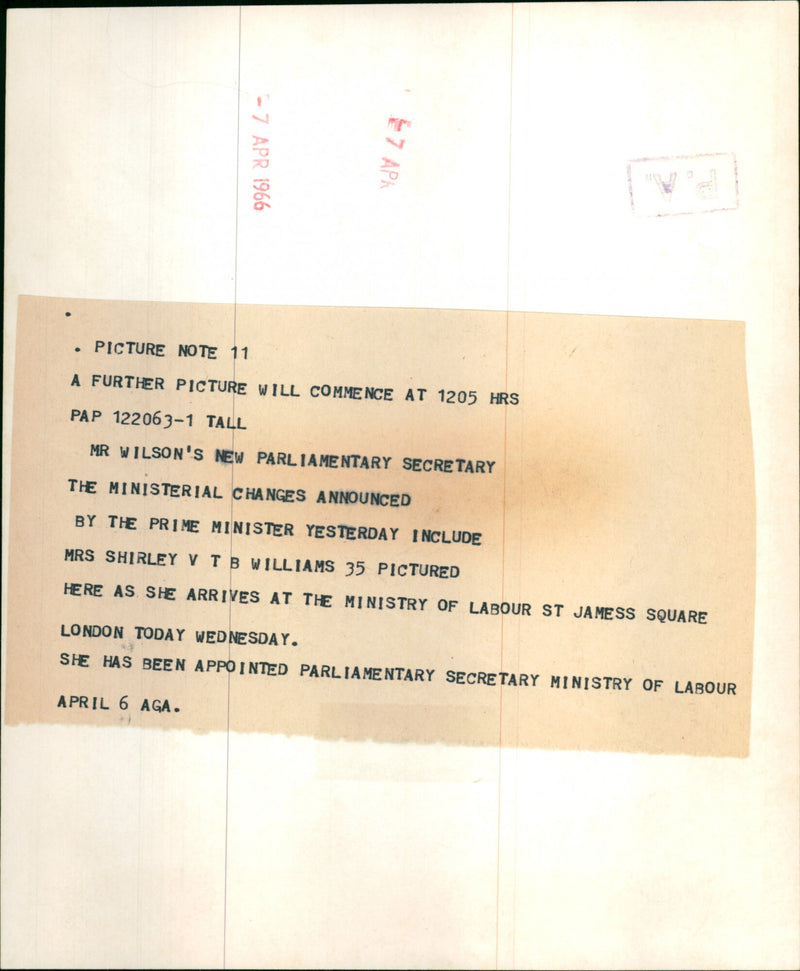 - 7 APR 1966
7 APR
P.A
. PICTURE NOTE 11
A FURTHER PICTURE WILL COMMENCE AT 1205 HRS
PAP 122063-1 TALL
MR WILSON'S NEW PARLIAMENTARY SECRETARY
THE MINISTERIAL CHANGES ANNOUNCED
BY THE PRIME MINISTER YESTERDAY INCLUDE
MRS SHIRLEY V T B WILLIAMS 35 PICTURED
HERE AS SHE ARRIVES AT THE MINISTRY OF LABOUR ST JAMESS SQUARE
LONDON TODAY WEDNESDAY.
SHE HAS BEEN APPOINTED PARLIAMENTARY SECRETARY MINISTRY OF LABOUR
APRIL 6 AGA.